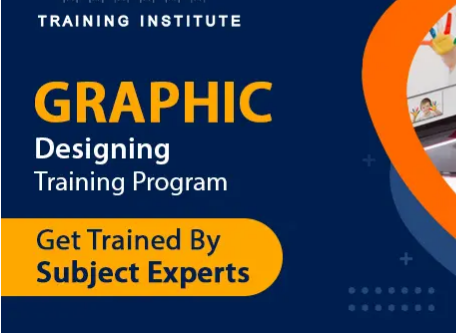 TRAINING INSTITUTE
GRAPHIC
Designing
Training Program
Get Trained By
Subject Experts